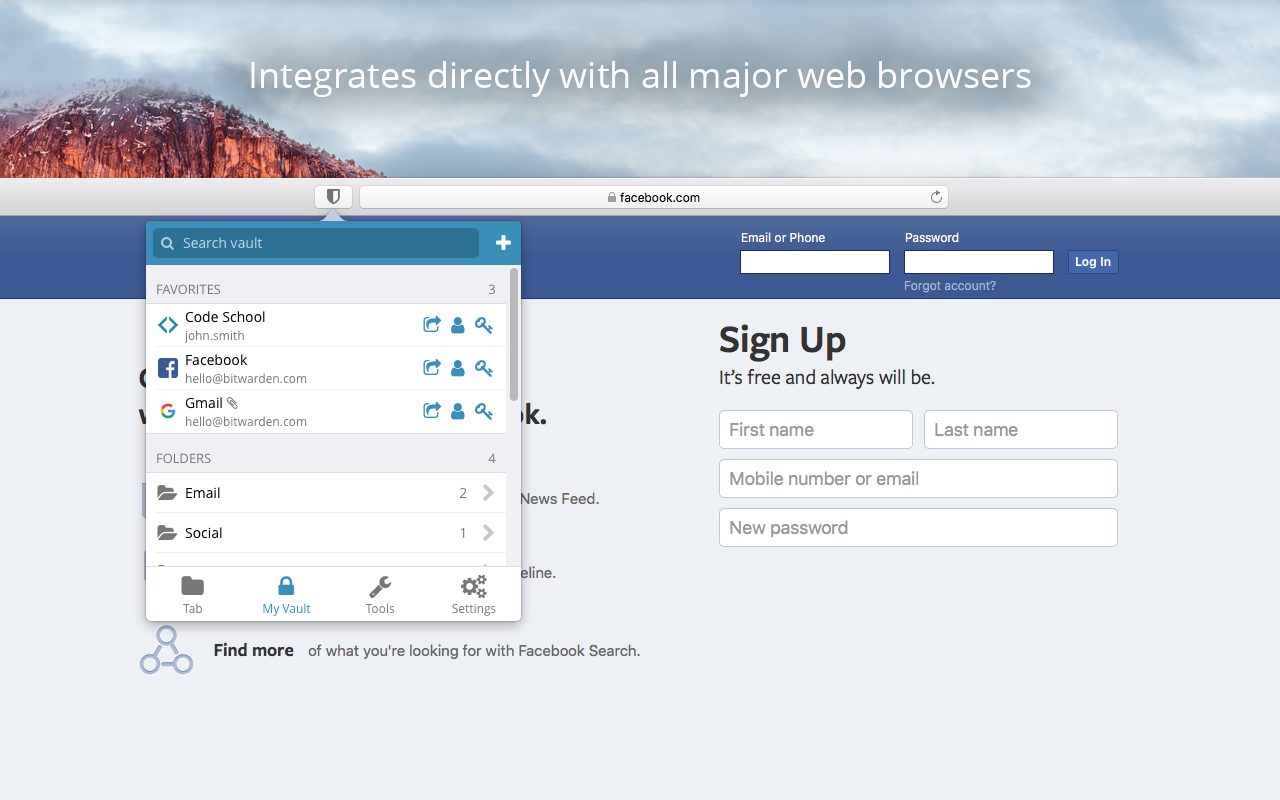 Integrates directly with all major web browsers
facebook.com
Search vault
FAVORITES 3
Code School
john.smith
Facebook
hello@bitwarden.com
Gmail
hello@bitwarden.com
FOLDERS 4
Email 2
Social 1
Tab My Vault Tools Settings
Email or Phone Password
Log In
Forgot account?
Sign Up
It's free and always will be.
First name Last name
Mobile number or email
New password
ok.
News Feed.
eline.
Find more of what you're looking for with Facebook Search.